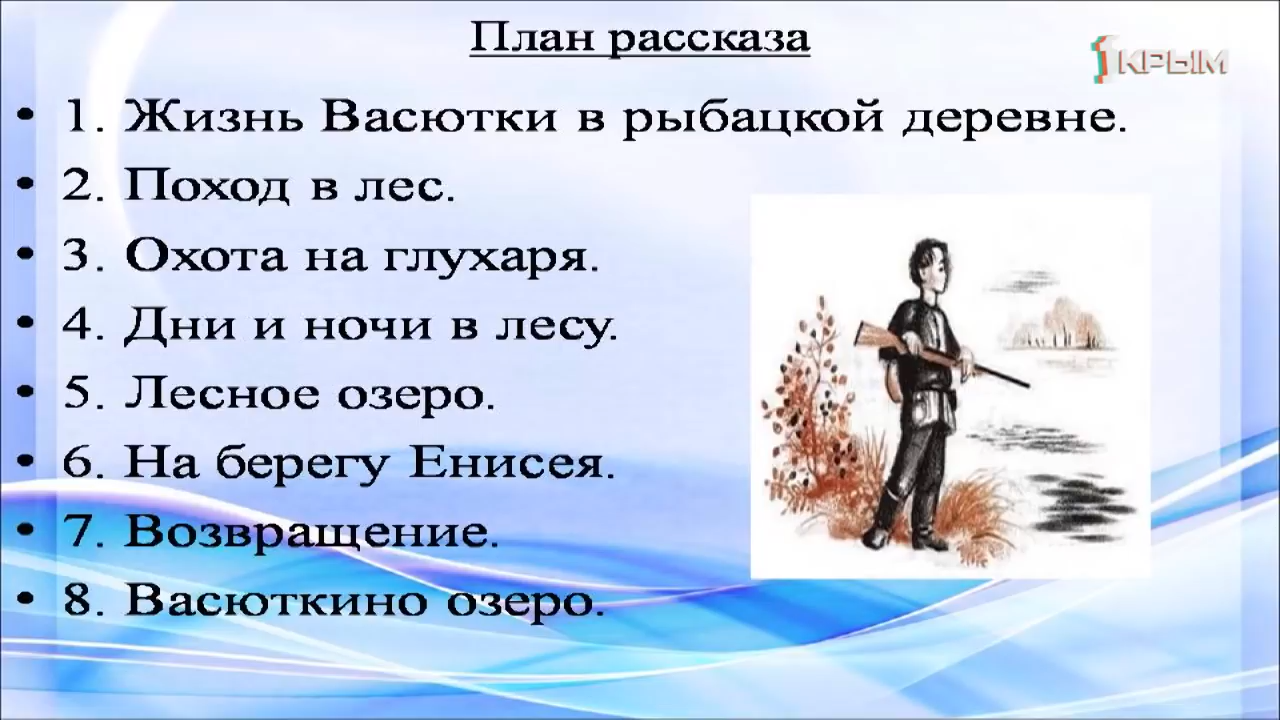 План рассказа
1КРЫМ
• 1. Жизнь Васютки в рыбацкой деревне.
• 2. Поход в лес.
• 3. Охота на глухаря.
• 4. Дни и ночи в лесу.
• 5. Лесное озеро.
• 6. На берегу Енисея.
• 7. Возвращение.
• 8. Васюткино озеро.